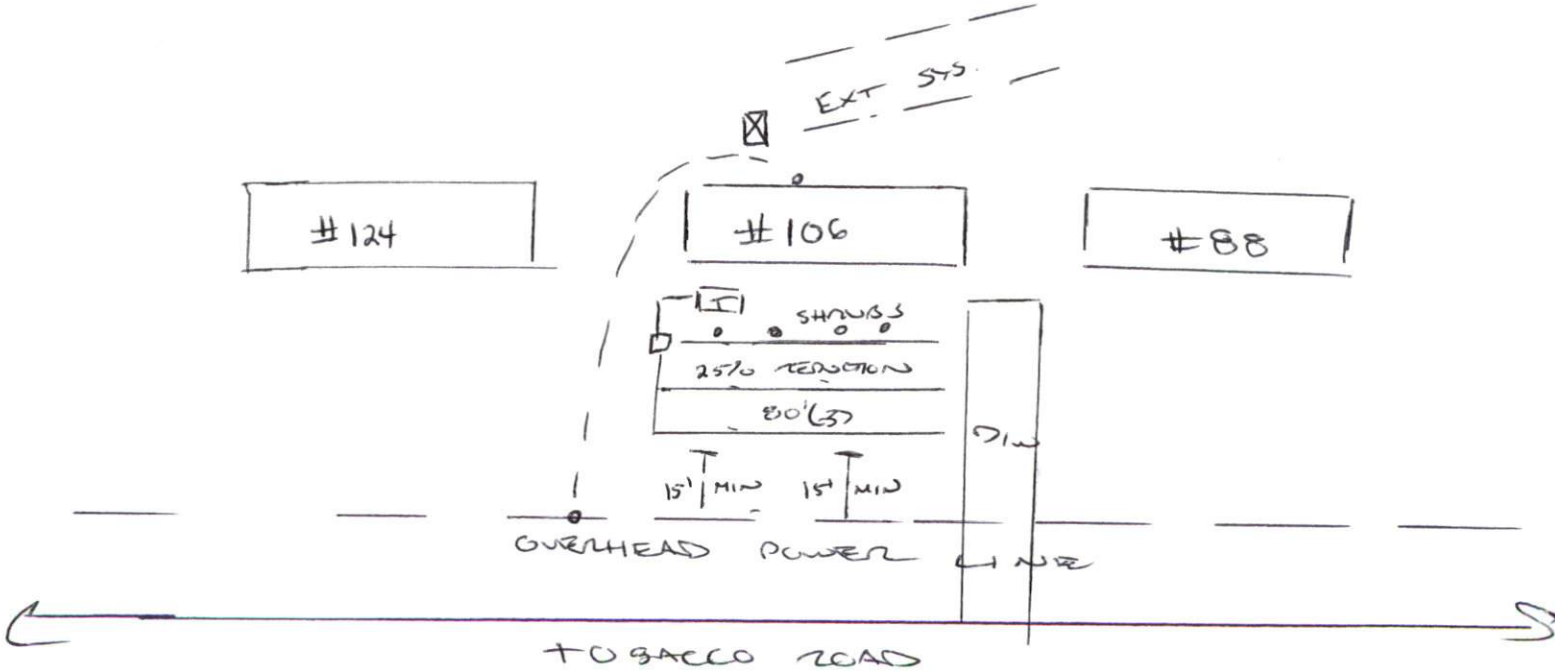 EXT SYS.
#124
#106
#88
SHRUBS
25% REDUCTION
80'(3)
D/W
15' MIN 15' MIN
OVERHEAD POWER LINE
TOBACCO ROAD